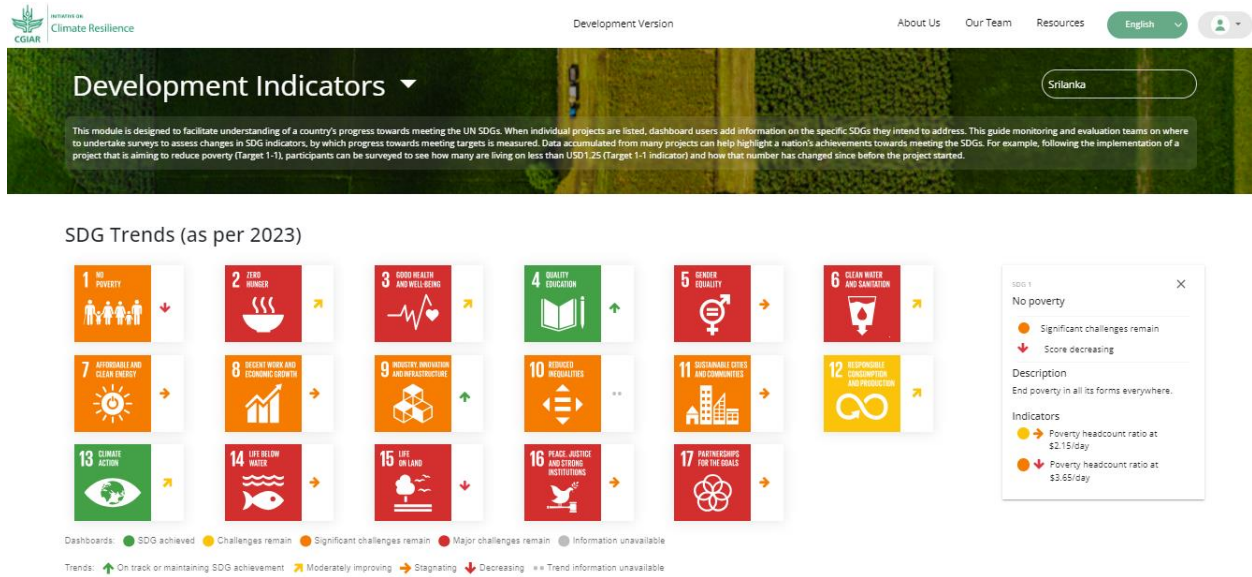 INITIATIVE ON
Climate Resilience
CGIAR
Development Version
About Us
Our Team
Resources
English
Development Indicators
Srilanka
This module is designed to facilitate understanding of a country's progress towards meeting the UN SDGs. When individual projects are listed, dashboard users add information on the specific SDGs they intend to address. This guide monitoring and evaluation teams on where
to undertake surveys to assess changes in SDG indicators, by which progress towards meeting targets is measured. Data accumulated from many projects can help highlight a nation's achievements towards meeting the SDGs. For example, following the implementation of a
project that is aiming to reduce poverty (Target 1-1), participants can be surveyed to see how many are living on less than USD1.25 (Target 1-1 indicator) and how that number has changed since before the project started.
SDG Trends (as per 2023)
1 NO
POVERTY
2 ZERO
HUNGER
3 GOOD HEALTH
AND WELL-BEING
4 QUALITY
EDUCATION
5 GENDER
EQUALITY
6 CLEAN WATER
AND SANITATION
7 AFFORDABLE AND
CLEAN ENERGY
8 DECENT WORK AND
ECONOMIC GROWTH
9 INDUSTRY, INNOVATION
AND INFRASTRUCTURE
10 REDUCED
INEQUALITIES
11 SUSTAINABLE CITIES
AND COMMUNITIES
12 RESPONSIBLE
CONSUMPTION
AND PRODUCTION
13 CLIMATE
ACTION
14 LIFE BELOW
WATER
15 LIFE
ON LAND
16 PEACE, JUSTICE
AND STRONG
INSTITUTIONS
17 PARTNERSHIPS
FOR THE GOALS
Dashboards: SDG achieved Challenges remain Significant challenges remain Major challenges remain Information unavailable
Trends: On track or maintaining SDG achievement Moderately improving Stagnating Decreasing Trend information unavailable
SDG 1
No poverty
Significant challenges remain
Score decreasing
Description
End poverty in all its forms everywhere.
Indicators
Poverty headcount ratio at
$2.15/day
Poverty headcount ratio at
$3.65/day